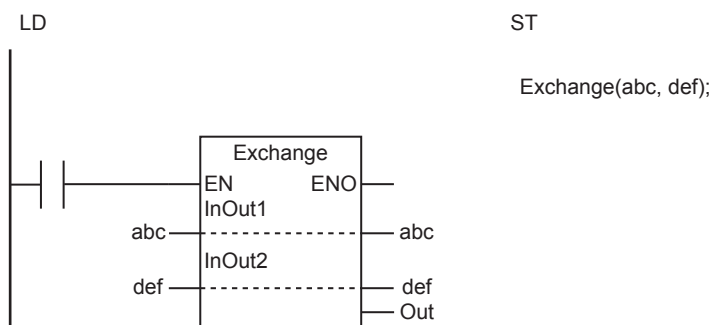 LD
ST
Exchange(abc, def);
Exchange
EN ENO
InOut1
abc abc
InOut2
def def
Out